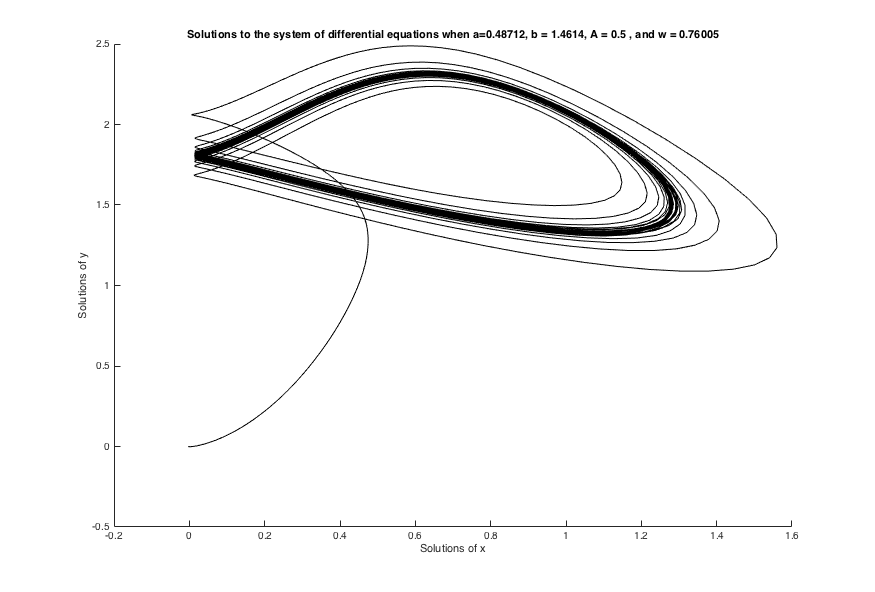 Solutions to the system of differential equations when a=0.48712, b = 1.4614, A = 0.5 , and w = 0.76005
2.5
2
1.5
1
0.5
0
-0.5
Solutions of y
-0.2 0 0.2 0.4 0.6 0.8 1 1.2 1.4 1.6
Solutions of x